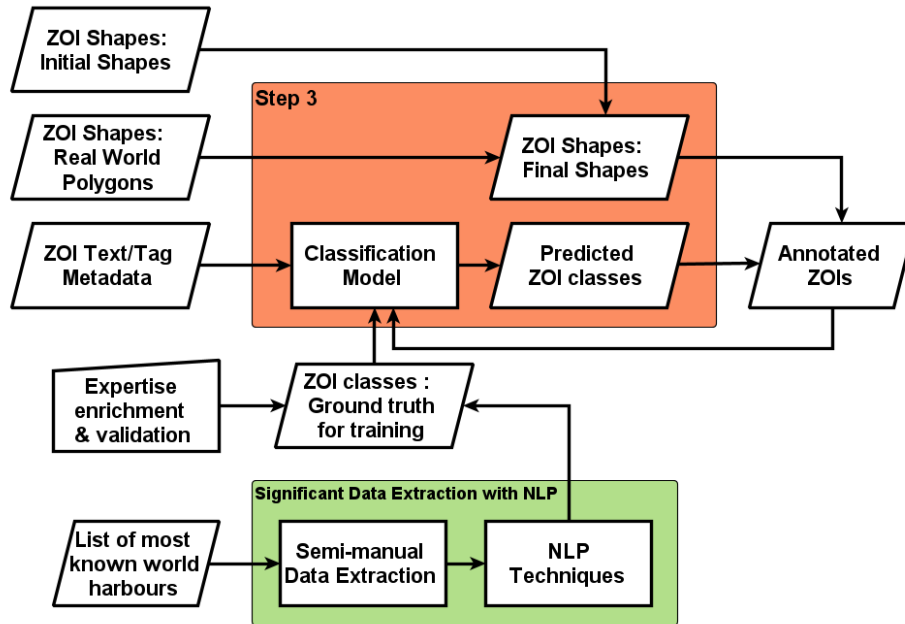 ZOI Shapes:
Initial Shapes
Step 3
ZOI Shapes:
Real World
Polygons
ZOI Shapes:
Final Shapes
ZOI Text/Tag
Metadata
Classification
Model
Predicted
ZOI classes
Annotated
ZOIs
Expertise
enrichment
& validation
ZOI classes :
Ground truth
for training
Significant Data Extraction with NLP
List of most
known world
harbours
Semi-manual
Data Extraction
NLP
Techniques